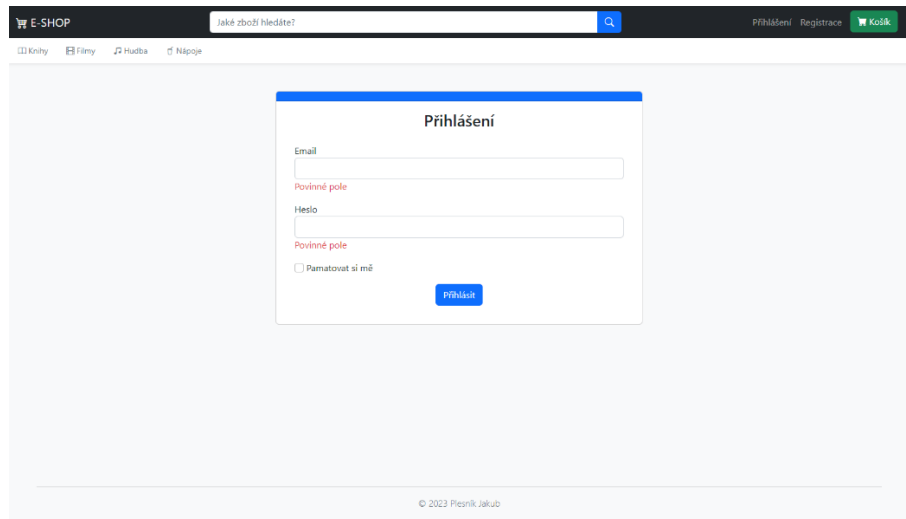 E-SHOP
Jaké zboží hledáte?
Přihlášení Registrace Košík
Knihy Filmy Hudba Nápoje
Přihlášení
Email
Povinné pole
Heslo
Povinné pole
Pamatovat si mě
Přihlásit
© 2023 Plesník Jakub